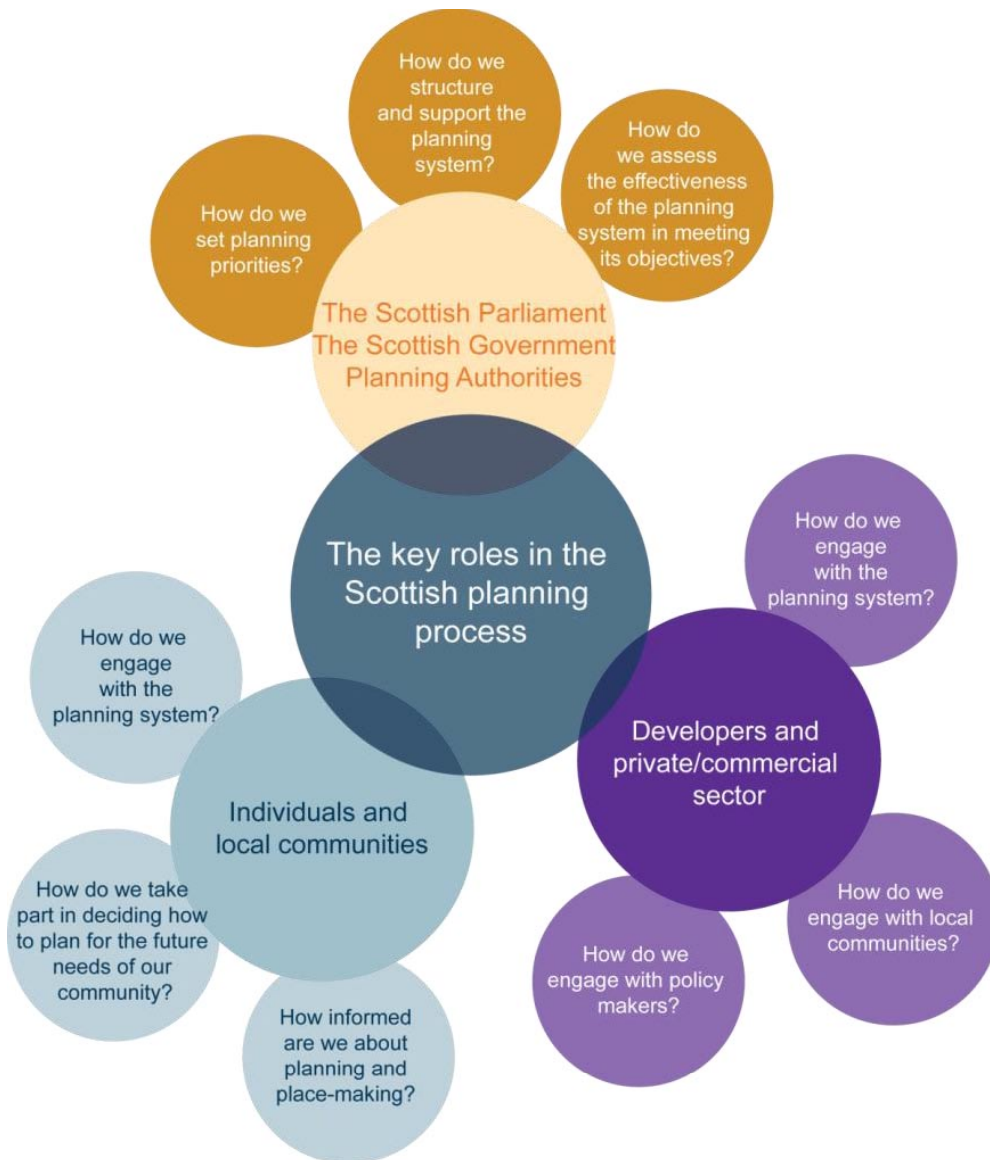 How do we
structure
and support the
planning
system?
How do
we assess
the effectiveness
of the planning
system in meeting
its objectives?
How do we
set planning
priorities?
The Scottish Parliament
The Scottish Government
Planning Authorities
The key roles in the
Scottish planning
process
How do we
engage
with the
planning system?
Developers and
private/commercial
sector
How do we
engage with local
communities?
How do we
engage with policy
makers?
How do we
engage
with the
planning system?
Individuals and
local communities
How do we take
part in deciding how
to plan for the future
needs of our
community?
How informed
are we about
planning and
place-making?